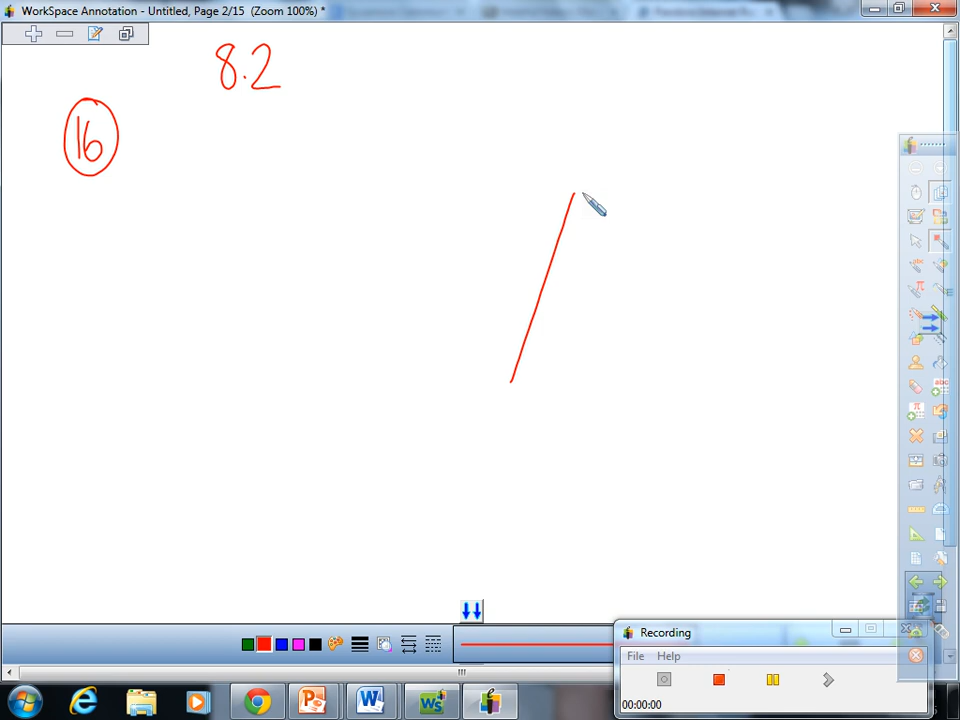 WorkSpace Annotation - Untitled, Page 2/15 (Zoom 100%) *
8.2
16
Recording
File Help
00:00:00